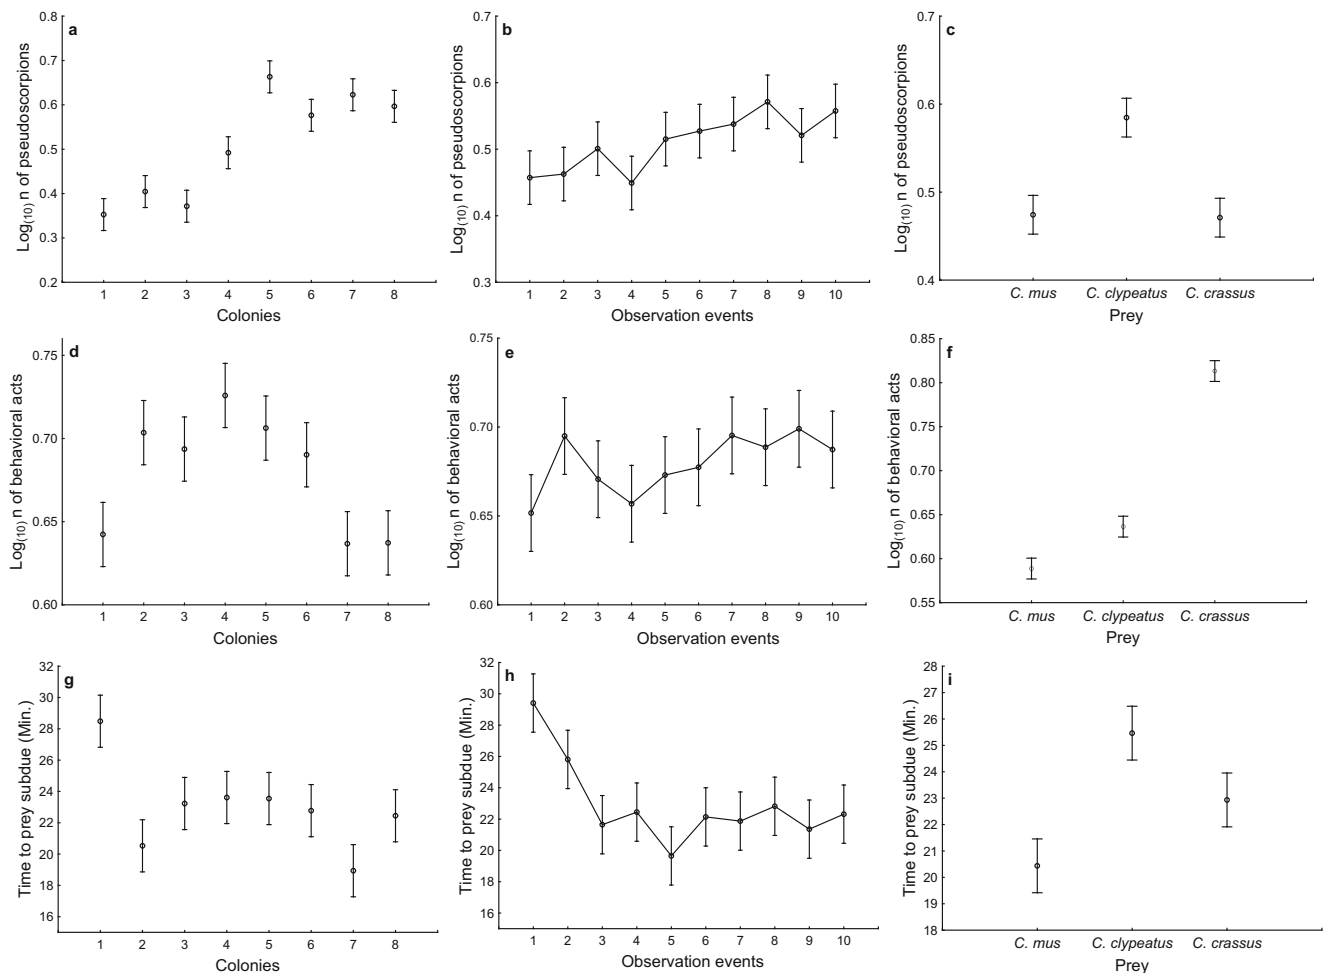 a
Log(10) n of pseudoscorpions
0.8
0.7
0.6
0.5
0.4
0.3
0.2
1 2 3 4 5 6 7 8
Colonies
b
Log(10) n of pseudoscorpions
0.7
0.6
0.5
0.4
0.3
1 2 3 4 5 6 7 8 9 10
Observation events
c
Log(10) n of pseudoscorpions
0.7
0.6
0.5
0.4
C. mus C. clypeatus C. crassus
Prey
d
Log(10) n of behavioral acts
0.75
0.70
0.65
0.60
1 2 3 4 5 6 7 8
Colonies
e
Log(10) n of behavioral acts
0.75
0.70
0.65
0.60
1 2 3 4 5 6 7 8 9 10
Observation events
f
Log(10) n of behavioral acts
0.85
0.80
0.75
0.70
0.65
0.60
0.55
C. mus C. clypeatus C. crassus
Prey
g
Time to prey subdue (Min.)
32
30
28
26
24
22
20
18
16
1 2 3 4 5 6 7 8
Colonies
h
Time to prey subdue (Min.)
32
30
28
26
24
22
20
18
16
1 2 3 4 5 6 7 8 9 10
Observation events
i
Time to prey subdue (Min.)
28
27
26
25
24
23
22
21
20
19
18
C. mus C. clypeatus C. crassus
Prey